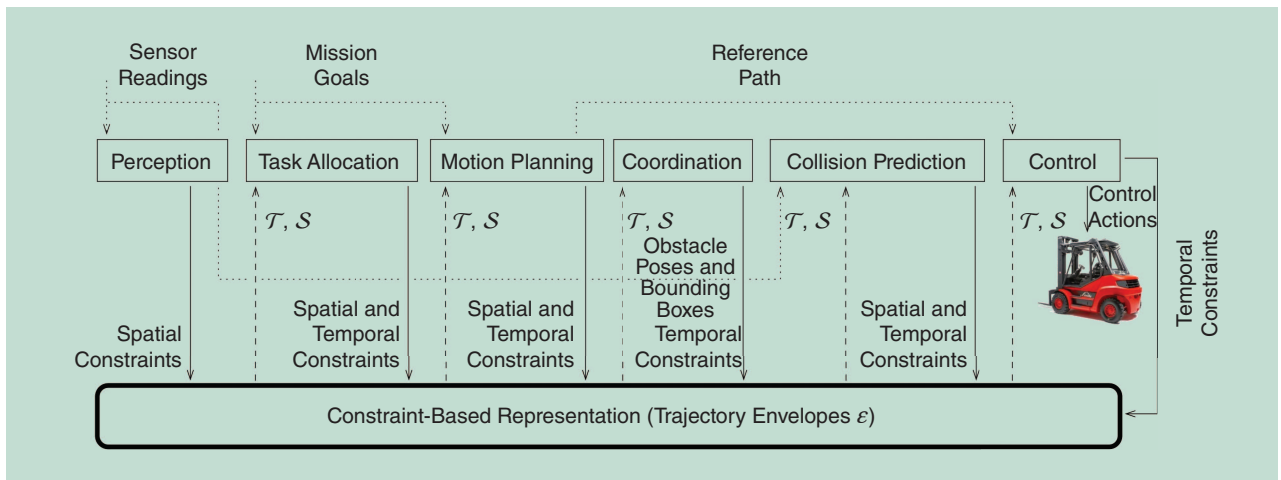 Sensor
Readings
Mission
Goals
Reference
Path
Perception
Task Allocation
Motion Planning
Coordination
Collision Prediction
Control
𝒯, 𝒮
𝒯, 𝒮
𝒯, 𝒮
𝒯, 𝒮
𝒯, 𝒮
Control
Actions
Obstacle
Poses and
Bounding
Boxes
Spatial
Constraints
Spatial and
Temporal
Constraints
Spatial and
Temporal
Constraints
Temporal
Constraints
Spatial and
Temporal
Constraints
Temporal
Constraints
Constraint-Based Representation (Trajectory Envelopes ℰ)